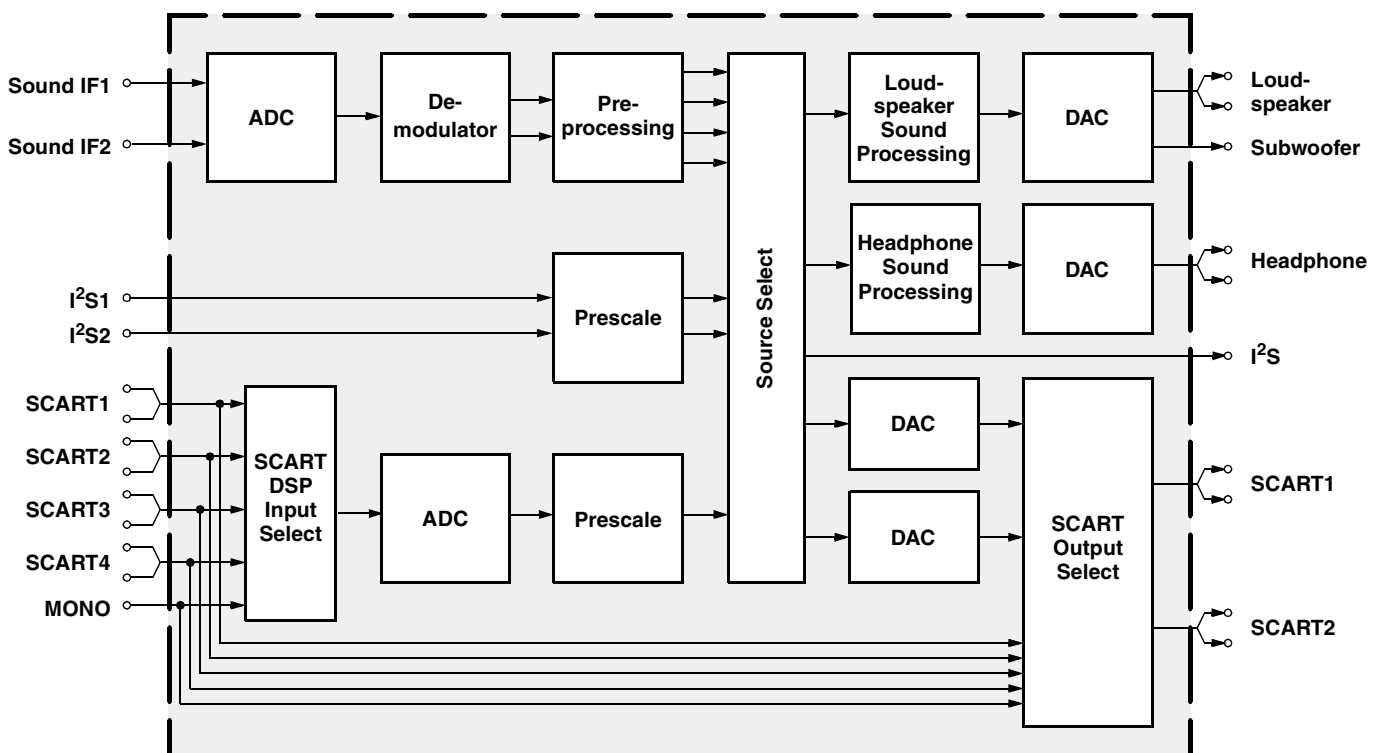 Sound IF1
Sound IF2
ADC
De-
modulator
Pre-
processing
Loud-
speaker
Sound
Processing
DAC
Loud-
speaker
Subwoofer
Headphone
Sound
Processing
DAC
Headphone
I²S1
I²S2
Prescale
Source Select
I²S
SCART1
SCART2
SCART3
SCART4
MONO
SCART
DSP
Input
Select
ADC
Prescale
DAC
DAC
SCART
Output
Select
SCART1
SCART2